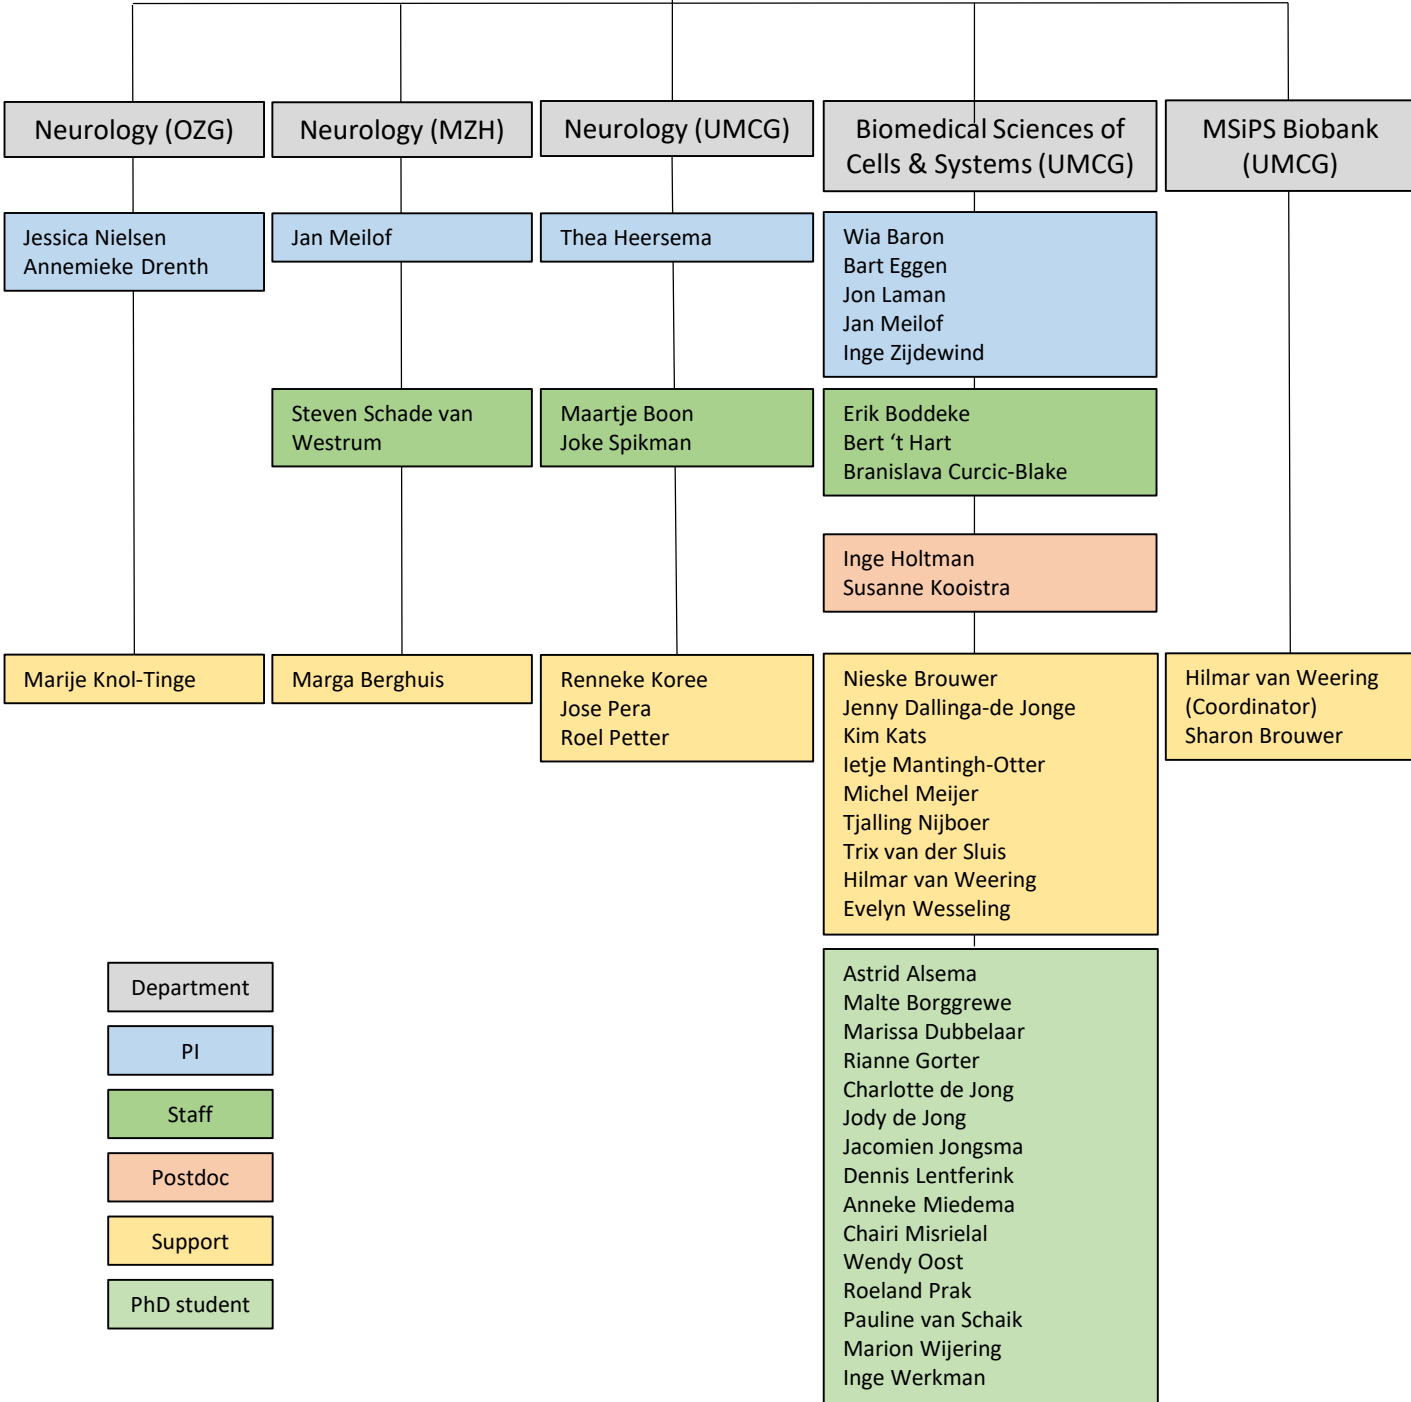 Neurology (OZG)
Neurology (MZH)
Neurology (UMCG)
Biomedical Sciences of
Cells & Systems (UMCG)
MSiPS Biobank
(UMCG)
Jessica Nielsen
Annemieke Drenth
Jan Meilof
Thea Heersema
Wia Baron
Bart Eggen
Jon Laman
Jan Meilof
Inge Zijdewind
Steven Schade van
Westrum
Maartje Boon
Joke Spikman
Erik Boddeke
Bert ‘t Hart
Branislava Curcic-Blake
Inge Holtman
Susanne Kooistra
Marije Knol-Tinge
Marga Berghuis
Renneke Koree
Jose Pera
Roel Petter
Nieske Brouwer
Jenny Dallinga-de Jonge
Kim Kats
Ietje Mantingh-Otter
Michel Meijer
Tjalling Nijboer
Trix van der Sluis
Hilmar van Weering
Evelyn Wesseling
Hilmar van Weering
(Coordinator)
Sharon Brouwer
Astrid Alsema
Malte Borggrewe
Marissa Dubbelaar
Rianne Gorter
Charlotte de Jong
Jody de Jong
Jacomien Jongsma
Dennis Lentferink
Anneke Miedema
Chairi Misrielal
Wendy Oost
Roeland Prak
Pauline van Schaik
Marion Wijering
Inge Werkman
Department
PI
Staff
Postdoc
Support
PhD student